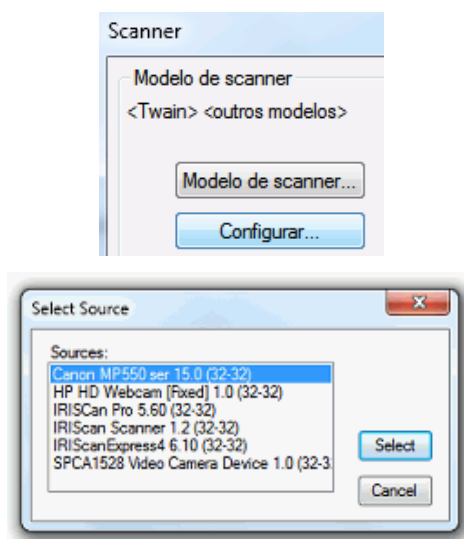 Scanner
Modelo de scanner
<Twain> <outros modelos>
Modelo de scanner...
Configurar...
Select Source
Sources:
Canon MP550 ser 15.0 (32-32)
HP HD Webcam [Fixed] 1.0 (32-32)
IRISCan Pro 5.60 (32-32)
IRIScan Scanner 1.2 (32-32)
IRIScanExpress4 6.10 (32-32)
SPCA1528 Video Camera Device 1.0 (32-3
Select
Cancel